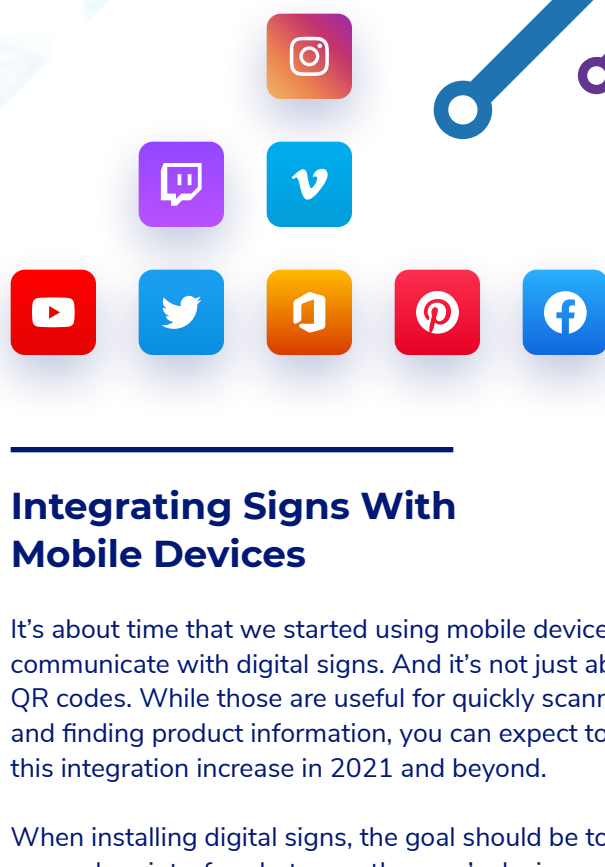 Integrating Signs With
Mobile Devices
It’s about time that we started using mobile device
communicate with digital signs. And it’s not just
QR codes. While those are useful for quickly
and finding product information, you can expect to
this integration increase in 2021 and beyond.
When installing digital signs, the goal should be to